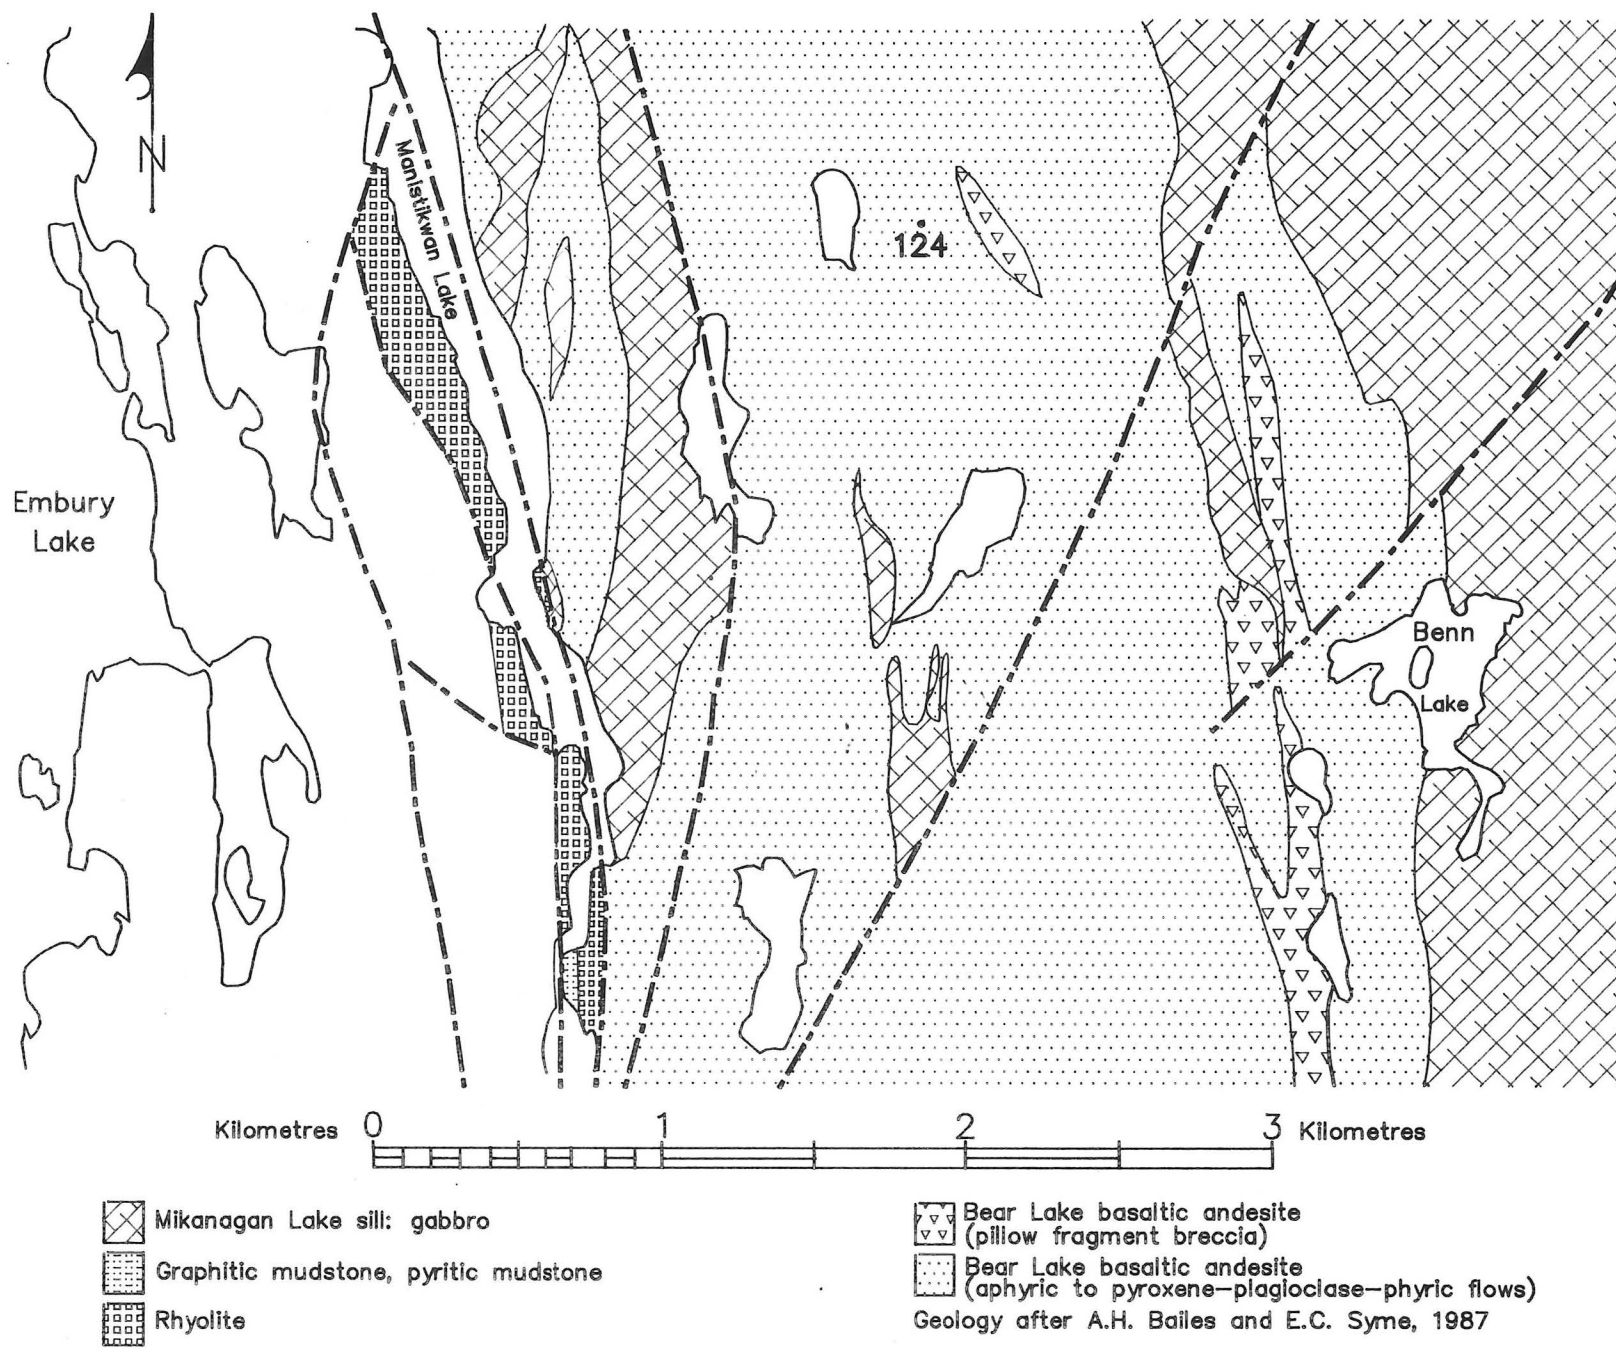 N
Manistikwan Lake
124
Embury
Lake
Benn
Lake
Kilometres 0 1 2 3 Kilometres
Mikanagan Lake sill: gabbro
Graphitic mudstone, pyritic mudstone
Rhyolite
Bear Lake basaltic andesite
(pillow fragment breccia)
Bear Lake basaltic andesite
(aphyric to pyroxene-plagioclase-phyric flows)
Geology after A.H. Bailes and E.C. Syme, 1987